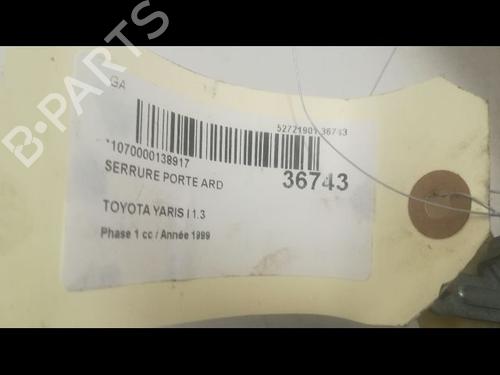 B-PARTS
GA
52721901 36743
*1070000138917
SERRURE PORTE ARD
36743
TOYOTA YARIS I 1.3
Phase 1 cc / Année 1999